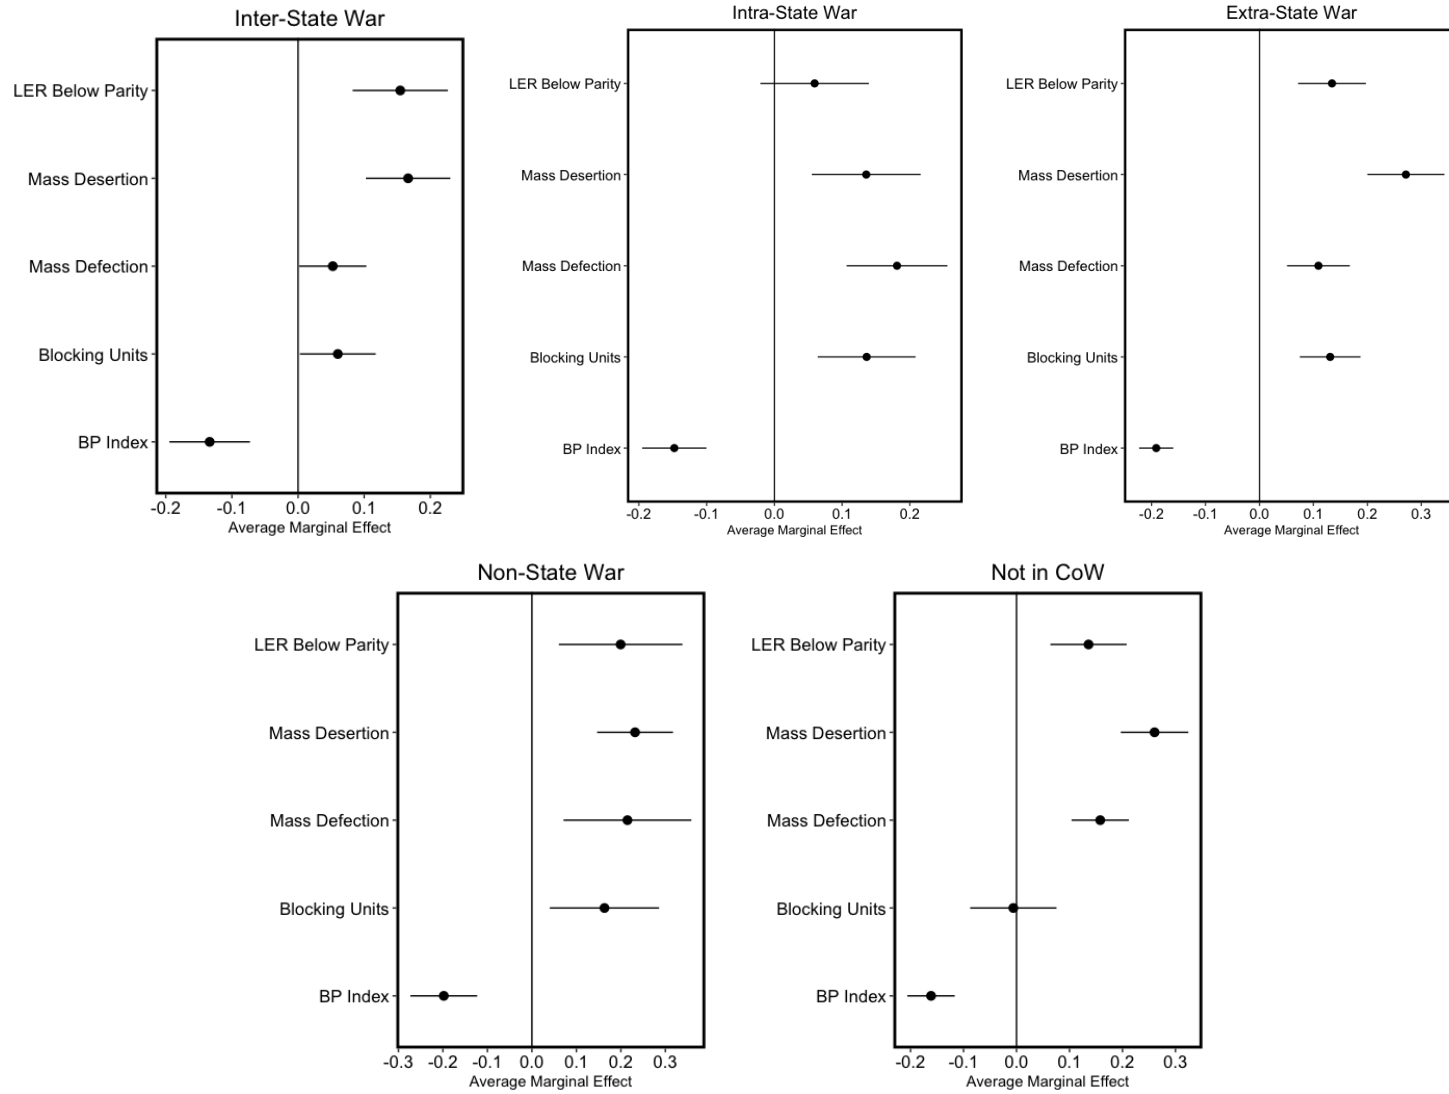 Inter-State War
LER Below Parity
Mass Desertion
Mass Defection
Blocking Units
BP Index
-0.2 -0.1 0.0 0.1 0.2
Average Marginal Effect
Intra-State War
LER Below Parity
Mass Desertion
Mass Defection
Blocking Units
BP Index
-0.2 -0.1 0.0 0.1 0.2
Average Marginal Effect
Extra-State War
LER Below Parity
Mass Desertion
Mass Defection
Blocking Units
BP Index
-0.2 -0.1 0.0 0.1 0.2 0.3
Average Marginal Effect
Non-State War
LER Below Parity
Mass Desertion
Mass Defection
Blocking Units
BP Index
-0.3 -0.2 -0.1 0.0 0.1 0.2 0.3
Average Marginal Effect
Not in CoW
LER Below Parity
Mass Desertion
Mass Defection
Blocking Units
BP Index
-0.2 -0.1 0.0 0.1 0.2 0.3
Average Marginal Effect